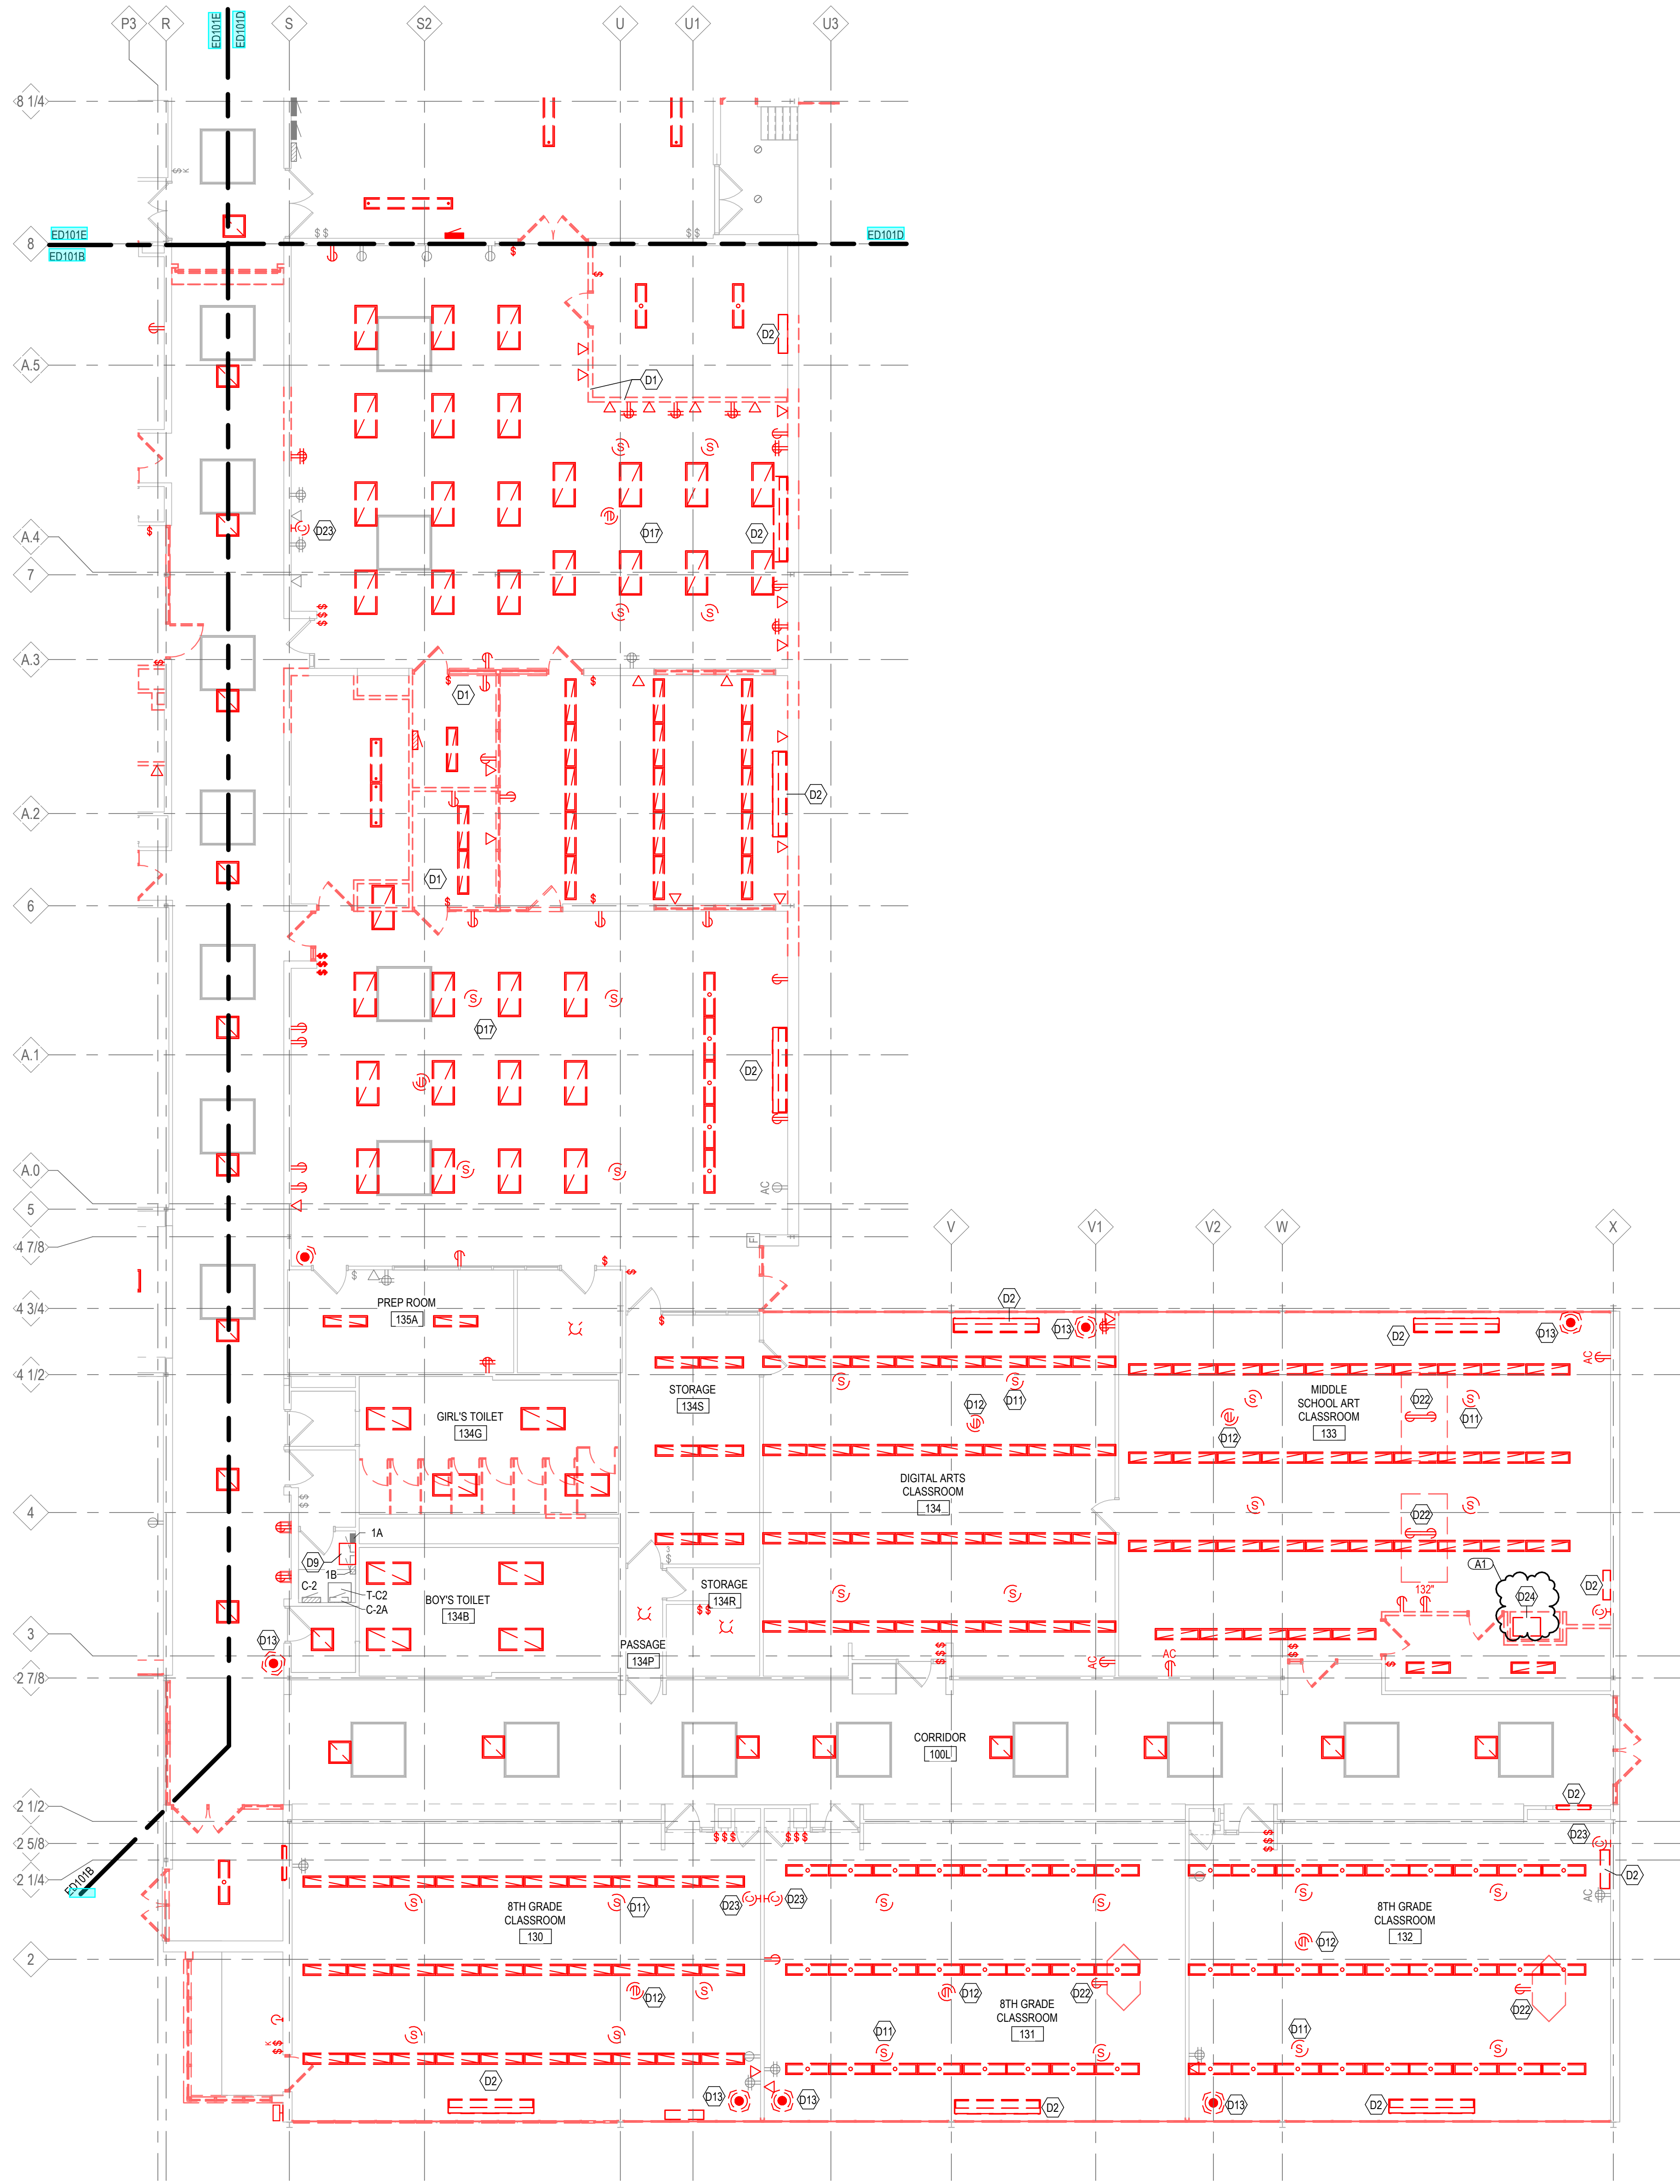 P3
R
S
S2
U
U1
U3
ED101E
ED101D
8 1/4
$
K
ED101E
ED101D
8
ED101B
$ $
$ $
$
$
D2
A.5
D1
S
S
A.4
D23
C
D17
D2
7
S
S
$
$
$
$
A.3
$
$
$
D1
A.2
D2
D1
6
$
$
$
$
$
S
S
D17
A.1
D2
A.0
S
S
AC
5
V
V1
V2
W
X
4 7/8
F
$
$
$
4 3/4
PREP ROOM
135A
D2
D13
D2
D13
$
AC
4 1/2
STORAGE
134S
S
S
D12
D11
MIDDLE
SCHOOL ART
CLASSROOM
133
S
D22
S
D11
D12
GIRL'S TOILET
134G
DIGITAL ARTS
CLASSROOM
134
4
$ $
$ $
S
D22
S
1A
D9
1B
C-2
T-C2
C-2A
BOY'S TOILET
134B
STORAGE
134R
$ $
S
S
132"
A1
D24
D2
C
3
D13
PASSAGE
134P
$
$
$
AC
AC
$
$
$
$
2 7/8
CORRIDOR
100L
2 1/2
D2
2 5/8
$ $ $
$ $ $
$
$
$
D23
C
2 1/4
ED101B
D2
AC
8TH GRADE
CLASSROOM
130
S
S
D11
D23
C
C
D23
S
S
8TH GRADE
CLASSROOM
132
S
S
D12
2
D12
S
D12
D22
8TH GRADE
CLASSROOM
131
D22
K
$ $
$ $
S
S
D11
S
S
D11
S
S
D2
D13
D13
D2
D13
D2